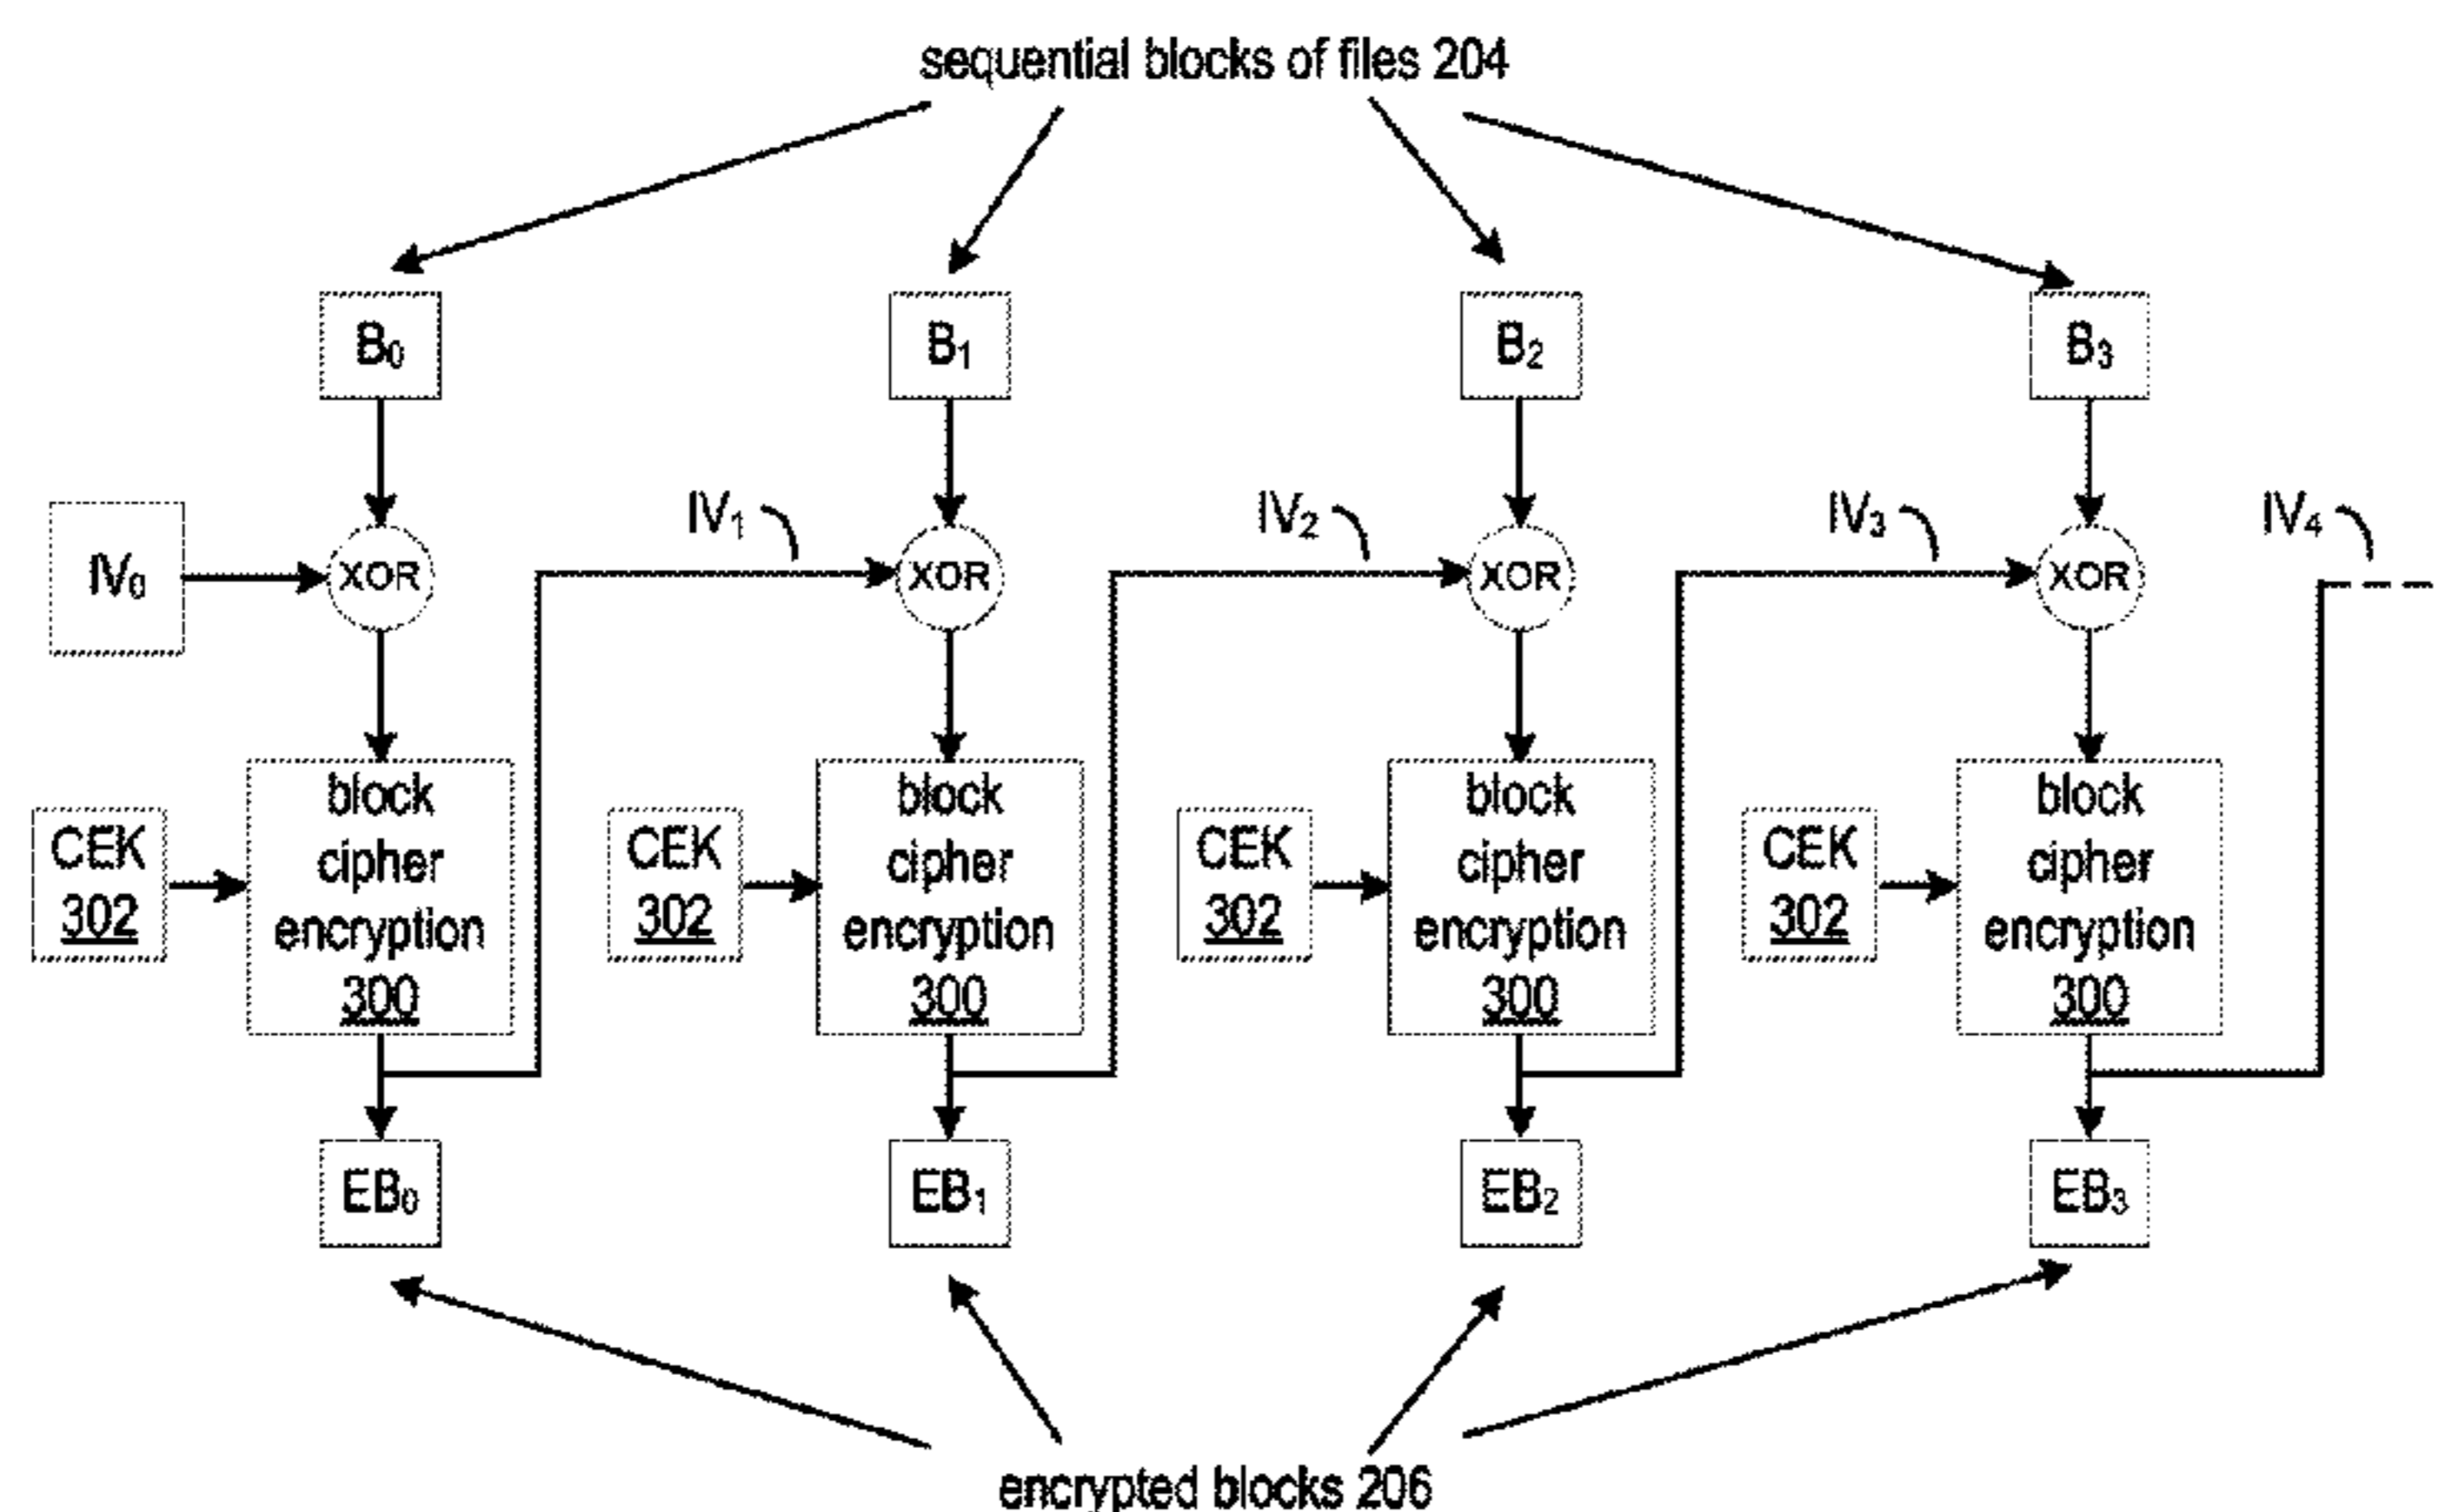 sequential blocks of files 204
B₀
B₁
B₂
B₃
IV₀
XOR
IV₁
XOR
IV₂
XOR
IV₃
XOR
IV₄
CEK
302
block
cipher
encryption
300
CEK
302
block
cipher
encryption
300
CEK
302
block
cipher
encryption
300
CEK
302
block
cipher
encryption
300
EB₀
EB₁
EB₂
EB₃
encrypted blocks 206